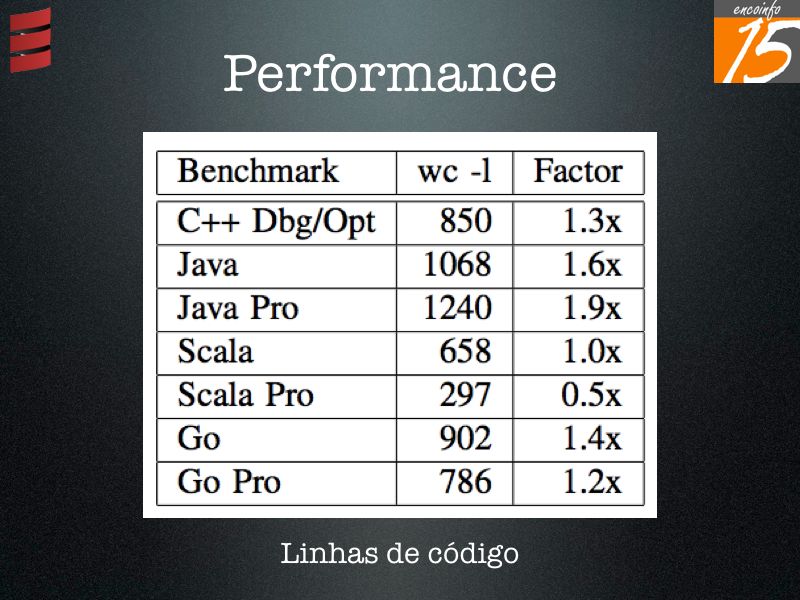 encoinfo
15
Performance
Benchmark wc -l Factor
C++ Dbg/Opt 850 1.3x
Java 1068 1.6x
Java Pro 1240 1.9x
Scala 658 1.0x
Scala Pro 297 0.5x
Go 902 1.4x
Go Pro 786 1.2x
Linhas de código